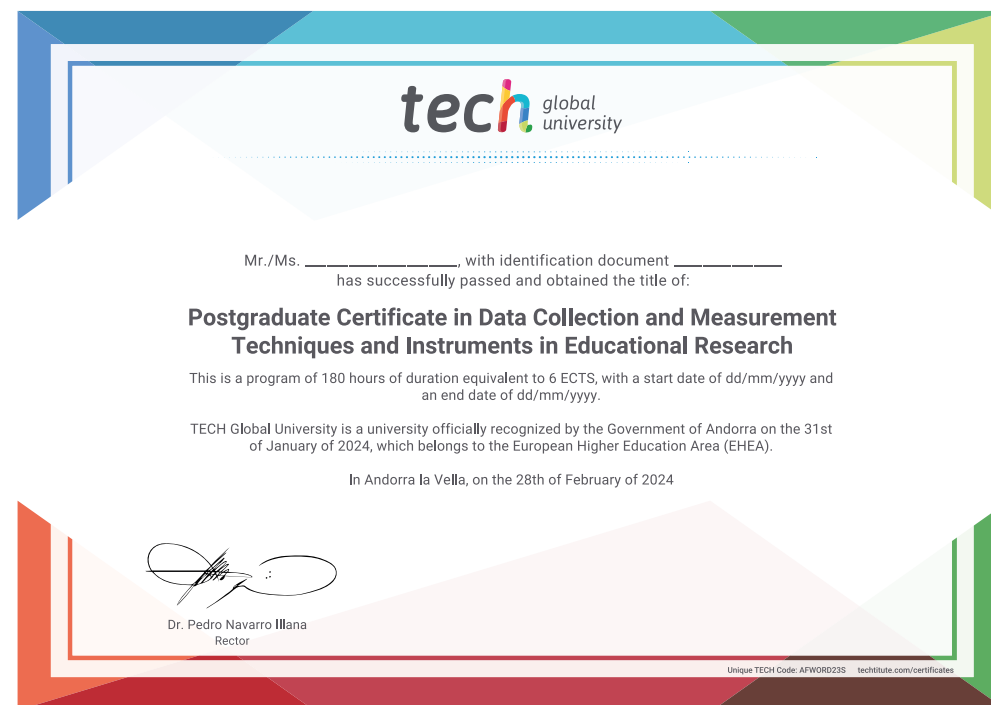 tech global
university
Mr./Ms. __________________, with identification document ____________
has successfully passed and obtained the title of:
Postgraduate Certificate in Data Collection and Measurement
Techniques and Instruments in Educational Research
This is a program of 180 hours of duration equivalent to 6 ECTS, with a start date of dd/mm/yyyy and
an end date of dd/mm/yyyy.
TECH Global University is a university officially recognized by the Government of Andorra on the 31st
of January of 2024, which belongs to the European Higher Education Area (EHEA).
In Andorra la Vella, on the 28th of February of 2024
Dr. Pedro Navarro Illana
Rector
Unique TECH Code: AFWORD23S techtitute.com/certificates